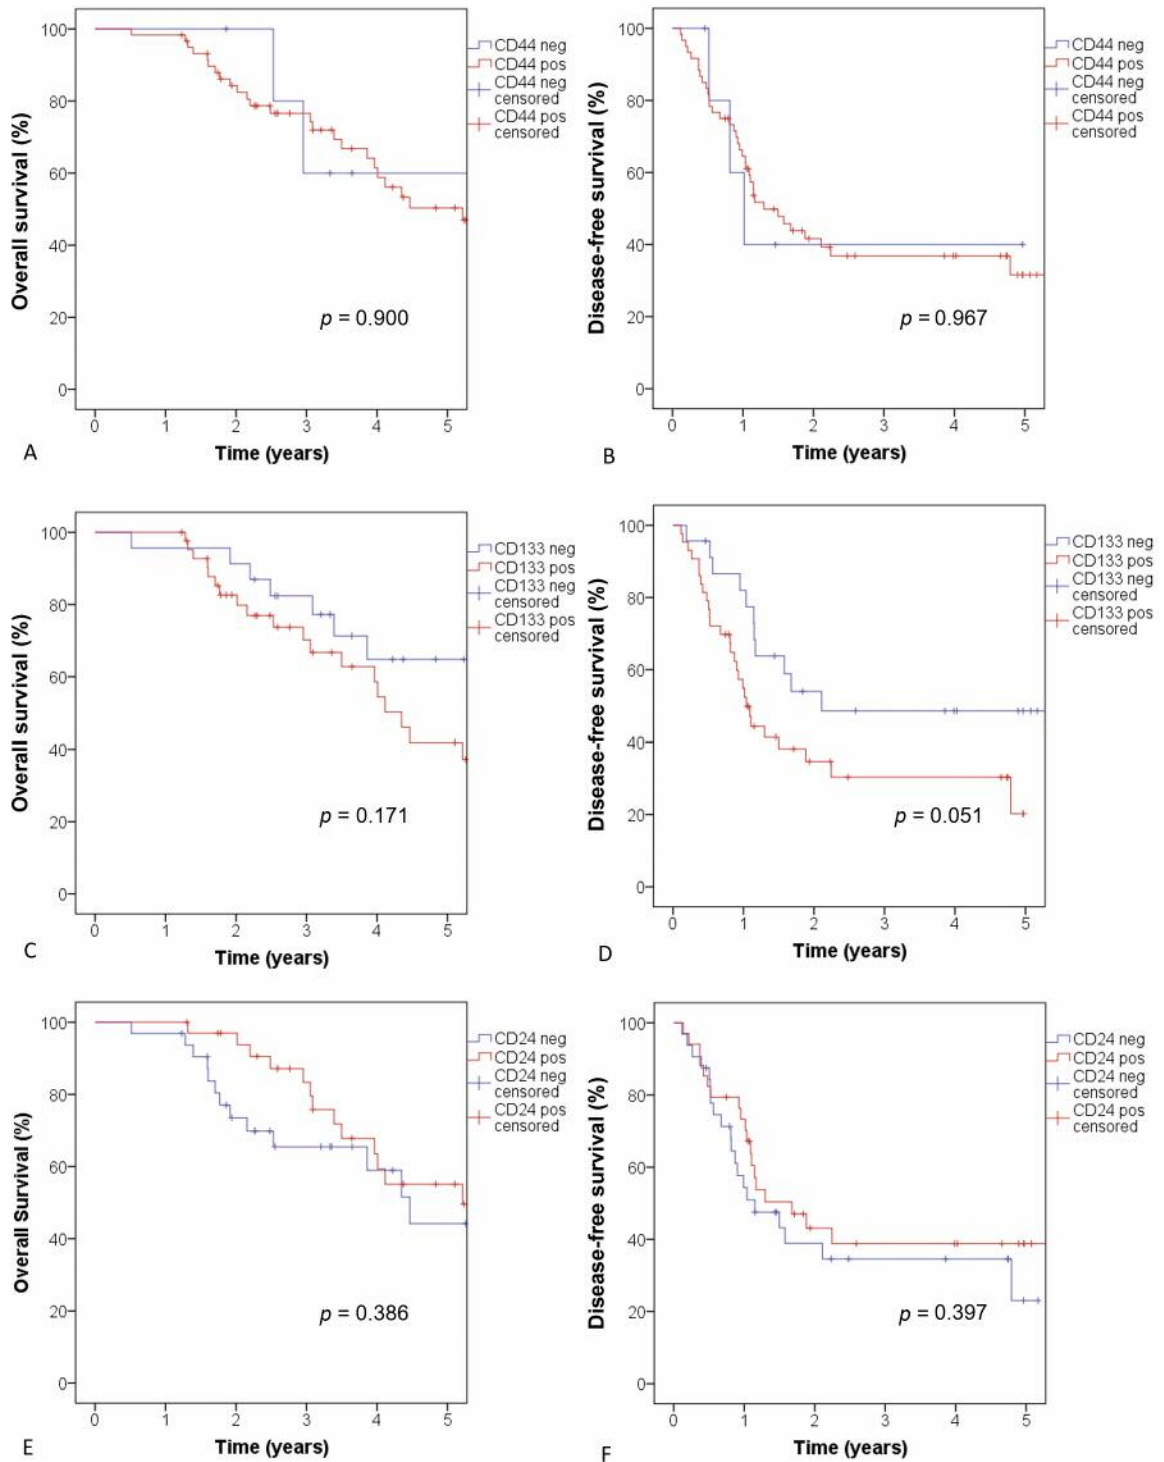 Overall survival (%)
100
80
60
40
20
0
CD44 neg
CD44 pos
CD44 neg
censored
CD44 pos
censored
p = 0.900
0 1 2 3 4 5
Time (years)
A
Disease-free survival (%)
100
80
60
40
20
0
CD44 neg
CD44 pos
CD44 neg
censored
CD44 pos
censored
p = 0.967
0 1 2 3 4 5
Time (years)
B
Overall survival (%)
100
80
60
40
20
0
CD133 neg
CD133 pos
CD133 neg
censored
CD133 pos
censored
p = 0.171
0 1 2 3 4 5
Time (years)
C
Disease-free survival (%)
100
80
60
40
20
0
CD133 neg
CD133 pos
CD133 neg
censored
CD133 pos
censored
p = 0.051
0 1 2 3 4 5
Time (years)
D
Overall Survival (%)
100
80
60
40
20
0
CD24 neg
CD24 pos
CD24 neg
censored
CD24 pos
censored
p = 0.386
0 1 2 3 4 5
Time (years)
E
Disease-free survival (%)
100
80
60
40
20
0
CD24 neg
CD24 pos
CD24 neg
censored
CD24 pos
censored
p = 0.397
0 1 2 3 4 5
Time (years)
F